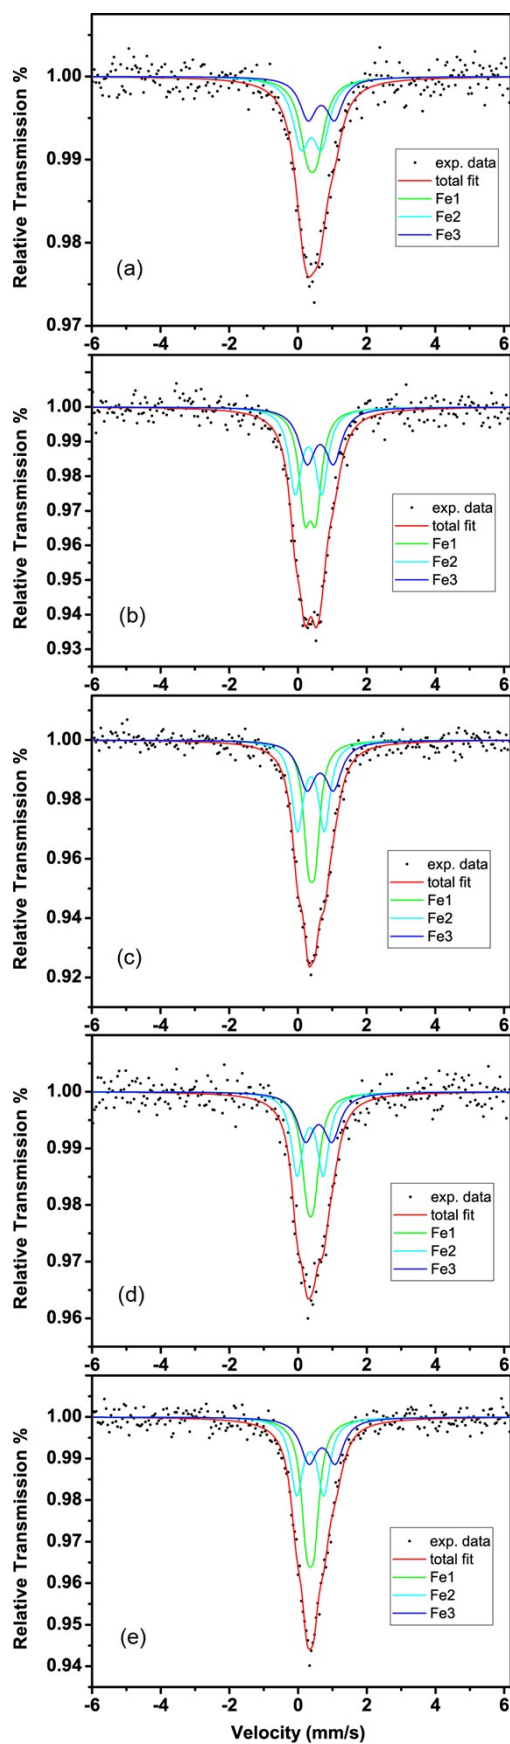 Relative Transmission %
1.00
0.99
0.98
0.97
exp. data
total fit
Fe1
Fe2
Fe3
(a)
-6 -4 -2 0 2 4 6
Relative Transmission %
1.00
0.99
0.98
0.97
0.96
0.95
0.94
0.93
exp. data
total fit
Fe1
Fe2
Fe3
(b)
-6 -4 -2 0 2 4 6
Relative Transmission %
1.00
0.98
0.96
0.94
0.92
exp. data
total fit
Fe1
Fe2
Fe3
(c)
-6 -4 -2 0 2 4 6
Relative Transmission %
1.00
0.99
0.98
0.97
0.96
exp. data
total fit
Fe1
Fe2
Fe3
(d)
-6 -4 -2 0 2 4 6
Relative Transmission %
1.00
0.99
0.98
0.97
0.96
0.95
0.94
exp. data
total fit
Fe1
Fe2
Fe3
(e)
-6 -4 -2 0 2 4 6
Velocity (mm/s)